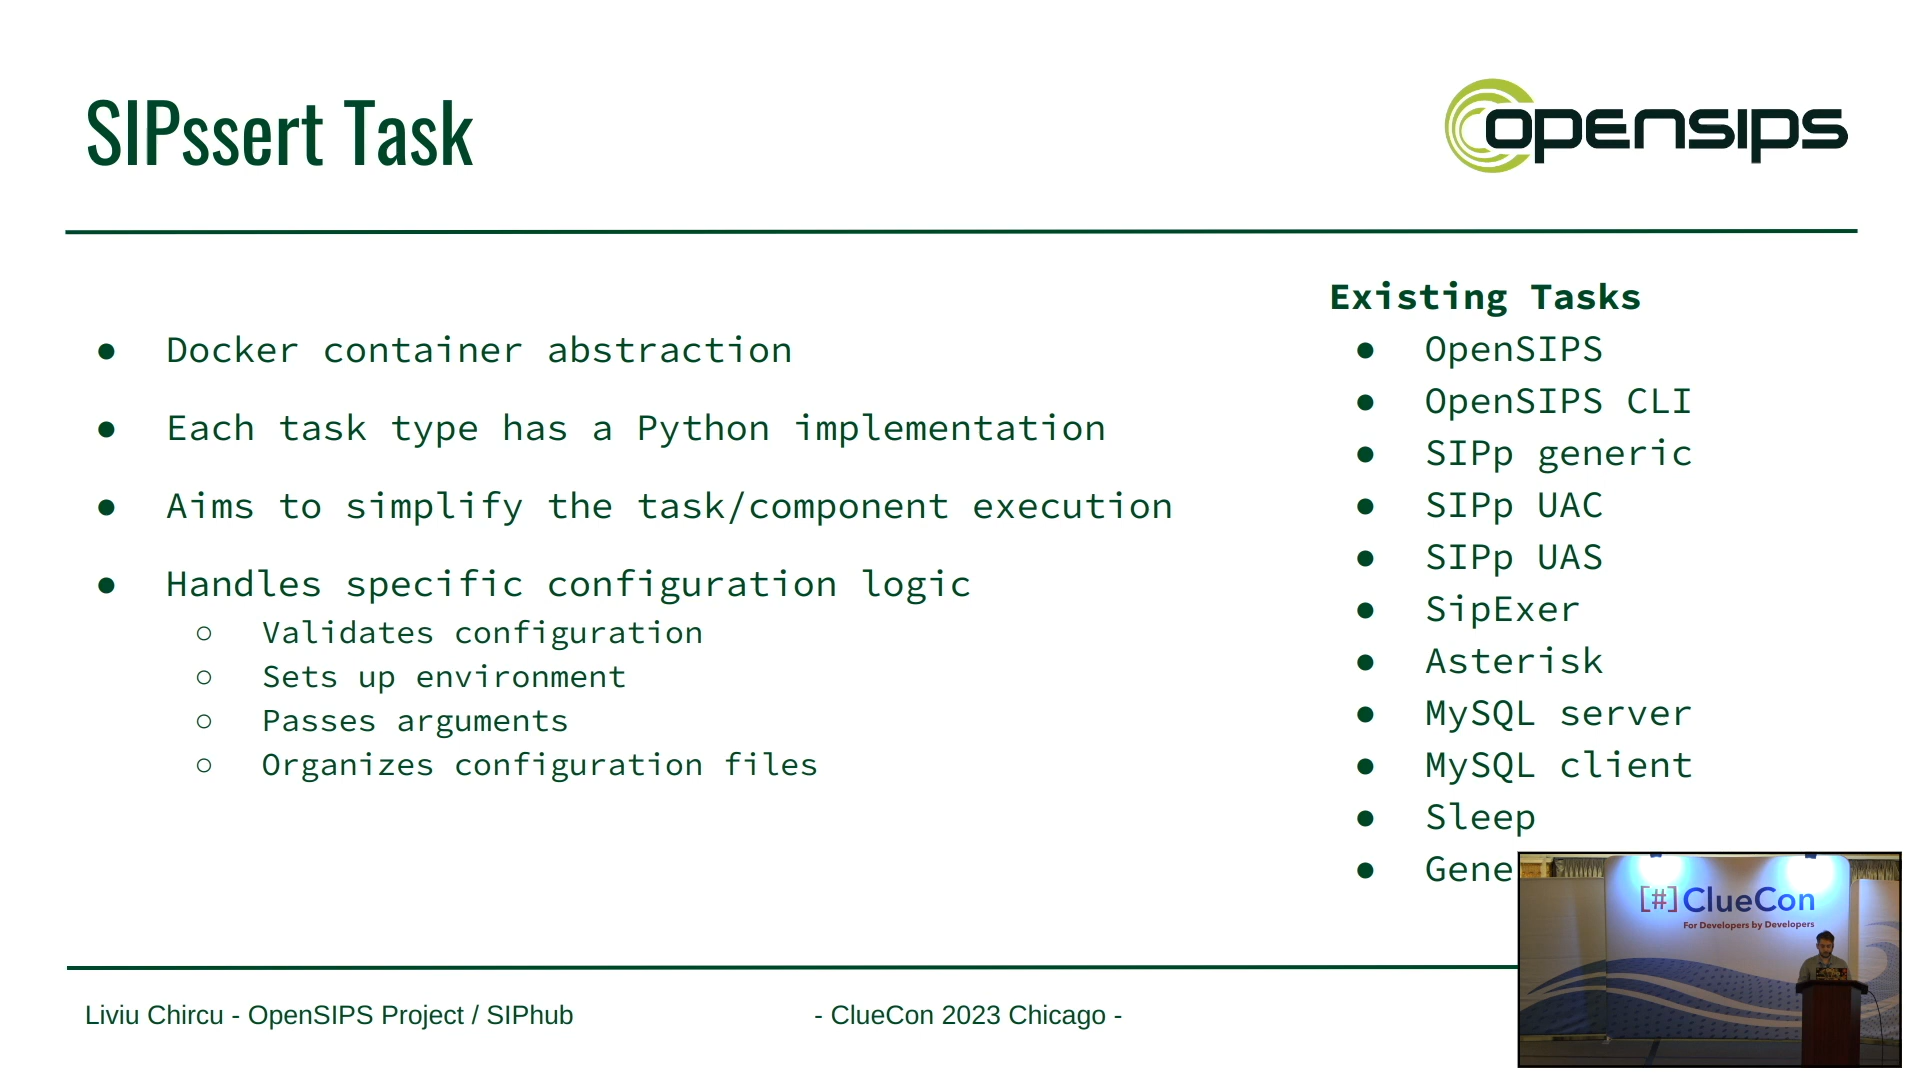 SIPssert Task
opensips
Docker container abstraction
Each task type has a Python implementation
Aims to simplify the task/component execution
Handles specific configuration logic
Validates configuration
Sets up environment
Passes arguments
Organizes configuration files
Existing Tasks
OpenSIPS
OpenSIPS CLI
SIPp generic
SIPp UAC
SIPp UAS
SipExer
Asterisk
MySQL server
MySQL client
Sleep
Gene
[#]ClueCon
For Developers by Developers
Liviu Chircu - OpenSIPS Project / SIPhub
- ClueCon 2023 Chicago -